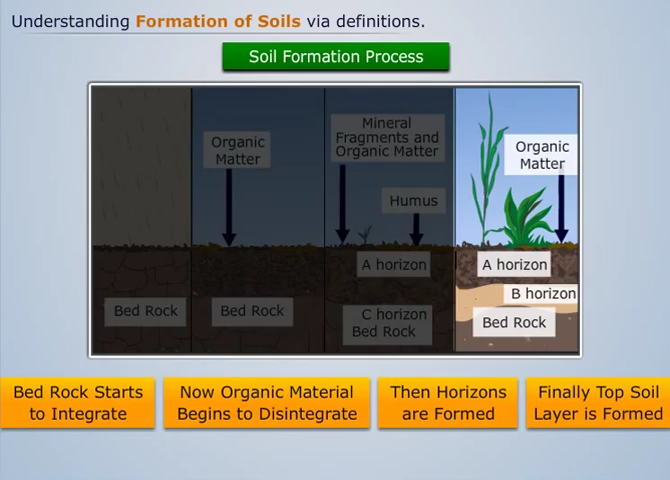 Understanding Formation of Soils via definitions.
Soil Formation Process
Organic
Matter
Mineral
Fragments and
Organic Matter
Humus
Organic
Matter
A horizon
A horizon
B horizon
Bed Rock
Bed Rock
C horizon
Bed Rock
Bed Rock
Bed Rock Starts
to Integrate
Now Organic Material
Begins to Disintegrate
Then Horizons
are Formed
Finally Top Soil
Layer is Formed